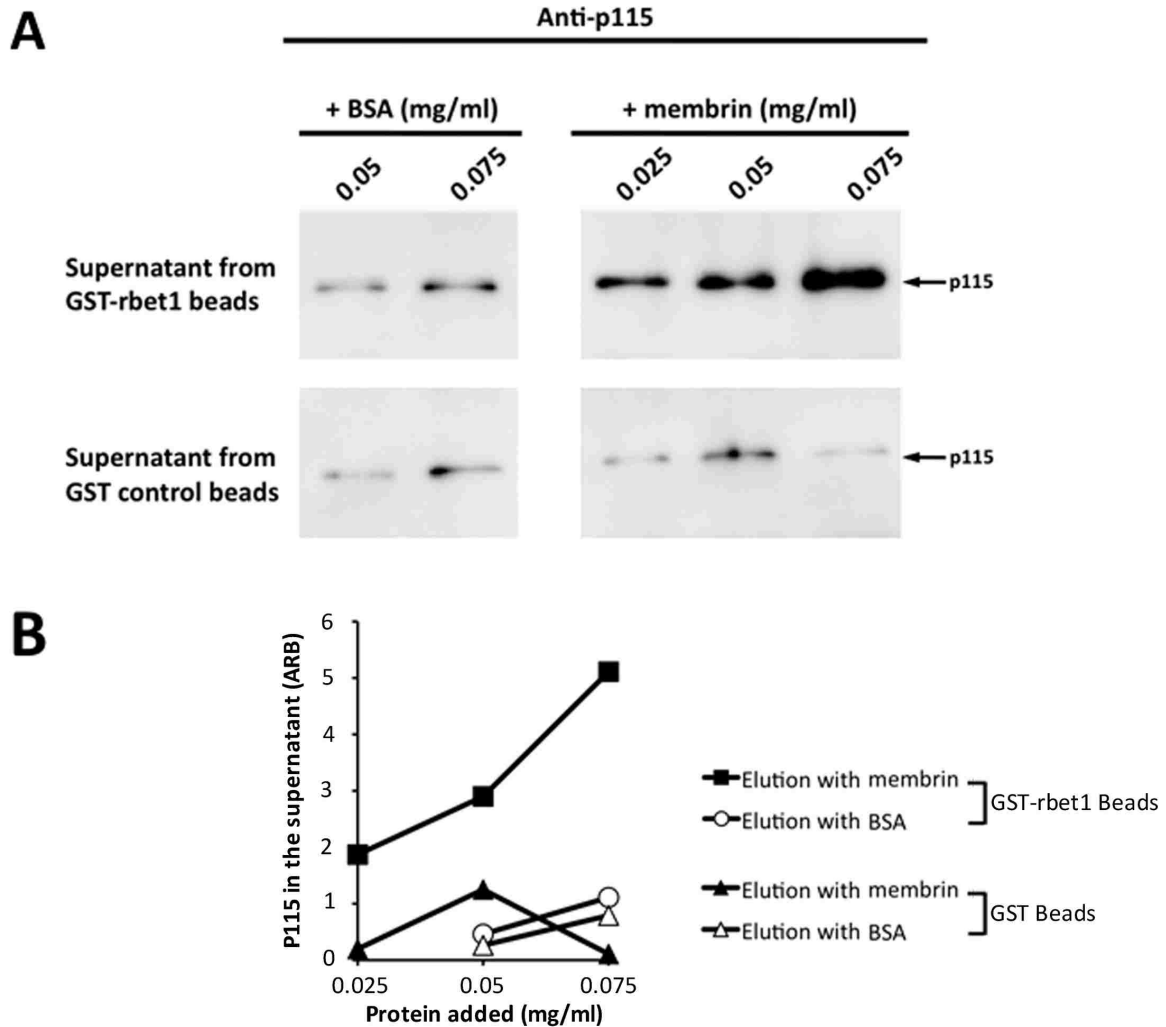 A
Anti-p115
+ BSA (mg/ml)
+ membrin (mg/ml)
0.05
0.075
0.025
0.05
0.075
Supernatant from
GST-rbet1 beads
p115
Supernatant from
GST control beads
p115
B
P115 in the supernatant (ARB)
6
5
4
3
2
1
0
0.025
0.05
0.075
Protein added (mg/ml)
Elution with membrin
Elution with BSA
GST-rbet1 Beads
Elution with membrin
Elution with BSA
GST Beads